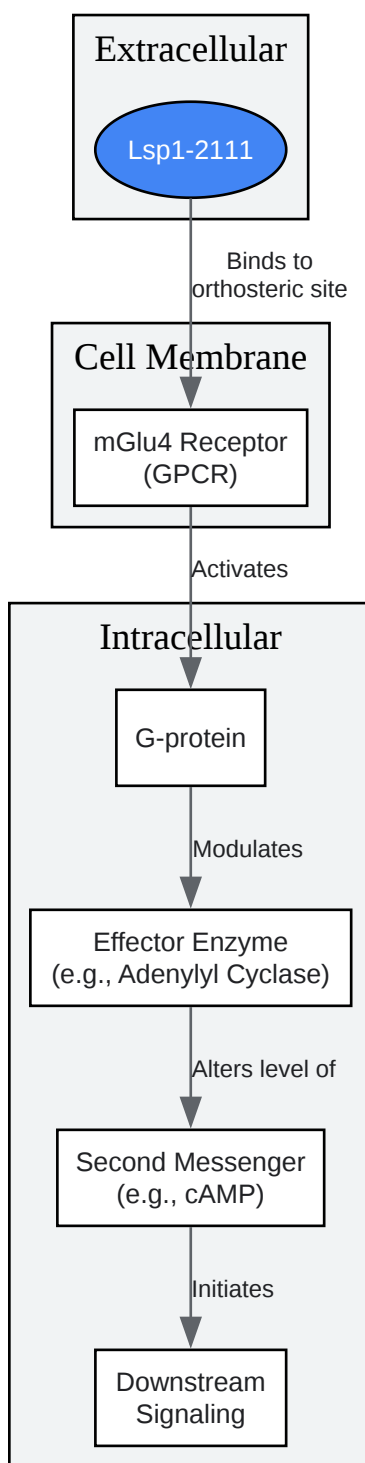 Extracellular
Lsp1-2111
Binds to
orthosteric site
Cell Membrane
mGlu4 Receptor
(GPCR)
Activates
Intracellular
G-protein
Modulates
Effector Enzyme
(e.g., Adenylyl Cyclase)
Alters level of
Second Messenger
(e.g., cAMP)
Initiates
Downstream
Signaling